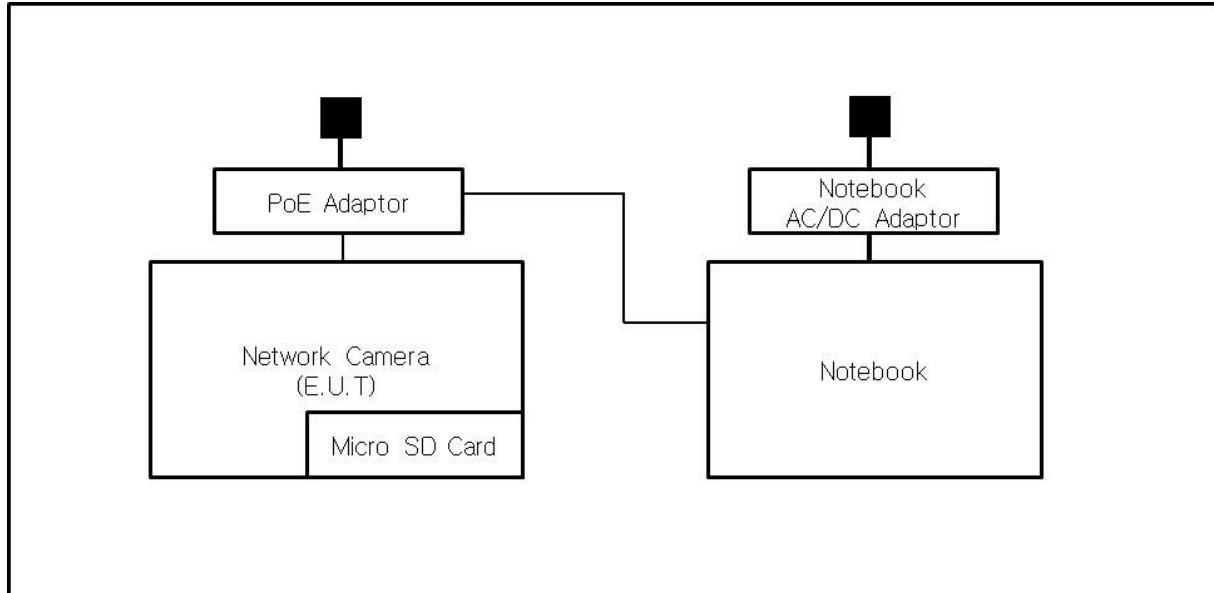 PoE Adaptor
Notebook
AC/DC Adaptor
Network Camera
(E.U.T)
Micro SD Card
Notebook